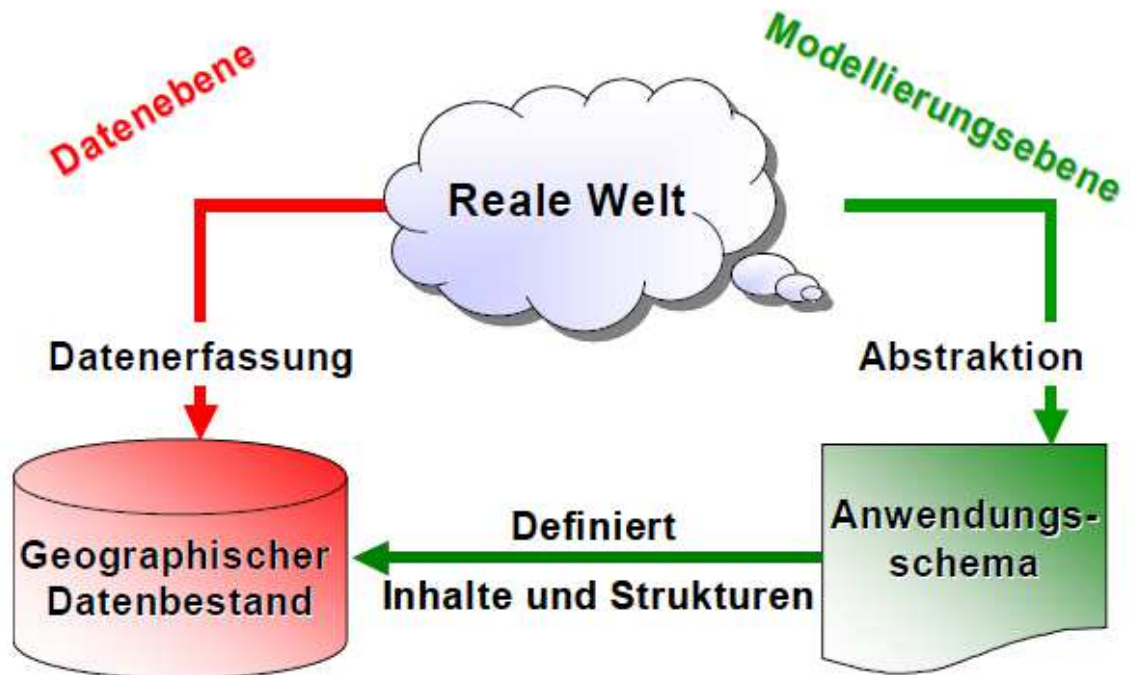 Datenebene
Modellierungsebene
Reale Welt
Datenerfassung
Abstraktion
Geographischer
Datenbestand
Definiert
Inhalte und Strukturen
Anwendungs-
schema